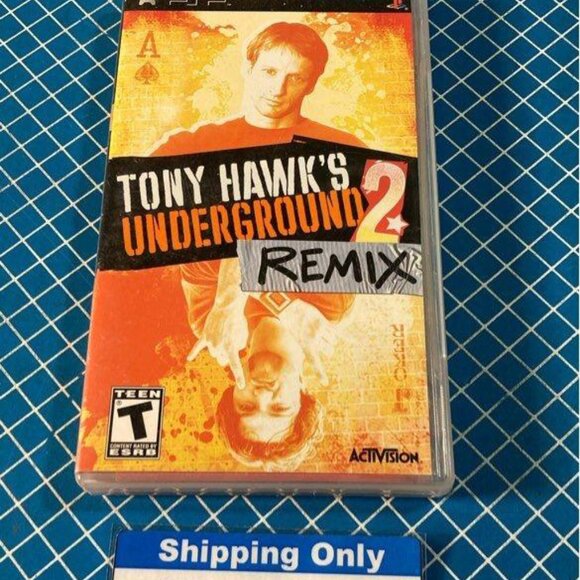 A
TONY HAWK'S
UNDERGROUND 2
REMIX
TEEN
T
CONTENT RATED BY
ESRB
ACTIVISION
Shipping Only